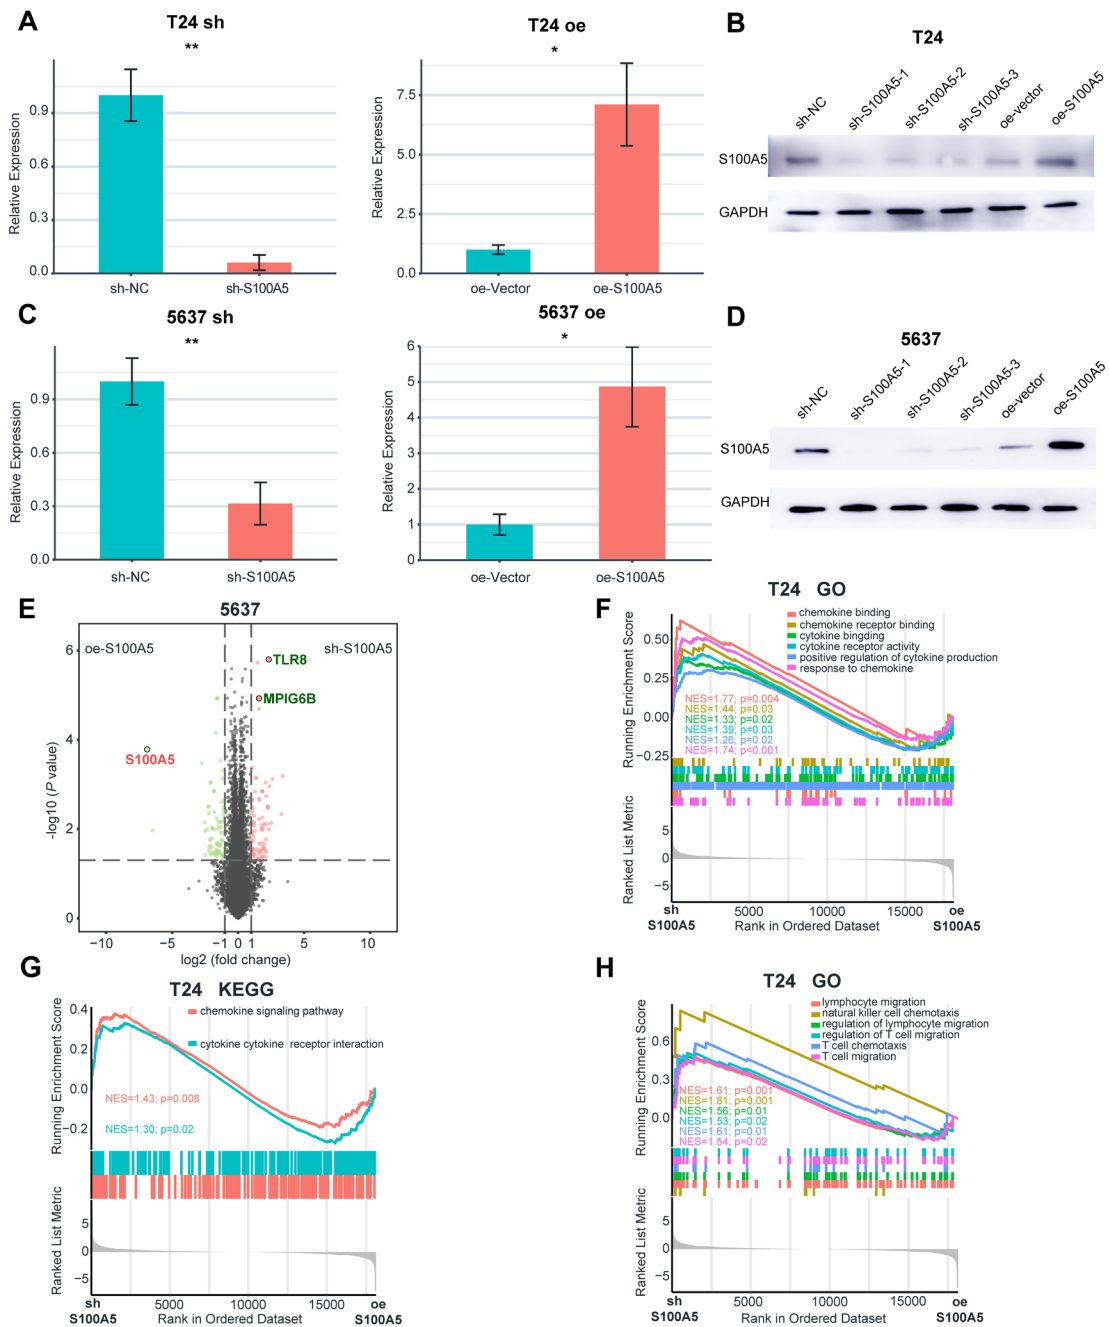 A
T24 sh
**
Relative Expression
0.9
0.6
0.3
0.0
sh-NC
sh-S100A5
T24 oe
*
Relative Expression
7.5
5.0
2.5
0.0
oe-Vector
oe-S100A5
B
T24
sh-NC
sh-S100A5-1
sh-S100A5-2
sh-S100A5-3
oe-vector
oe-S100A5
S100A5
GAPDH
C
5637 sh
**
Relative Expression
0.9
0.6
0.3
0.0
sh-NC
sh-S100A5
5637 oe
*
Relative Expression
6
5
4
3
2
1
0
oe-Vector
oe-S100A5
D
5637
sh-NC
sh-S100A5-1
sh-S100A5-2
sh-S100A5-3
oe-vector
oe-S100A5
S100A5
GAPDH
E
5637
oe-S100A5
sh-S100A5
TLR8
MPIG6B
S100A5
-log10 (P value)
6
4
2
0
−10
−5
−1
0
1
5
10
log2 (fold change)
F
T24 GO
chemokine binding
chemokine receptor binding
cytokine bingding
cytokine receptor activity
positive regulation of cytokine production
response to chemokine
Running Enrichment Score
0.50
0.25
0.00
−0.25
NES=1.77; p=0.004
NES=1.44; p=0.03
NES=1.33; p=0.02
NES=1.39; p=0.03
NES=1.26; p=0.02
NES=1.74; p<0.001
Ranked List Metric
5
0
−5
sh
S100A5
5000
10000
15000
oe
S100A5
Rank in Ordered Dataset
G
T24 KEGG
chemokine signaling pathway
cytokine cytokine receptor interaction
Running Enrichment Score
0.4
0.2
0.0
−0.2
NES=1.43; p=0.008
NES=1.30; p=0.02
Ranked List Metric
5
0
−5
sh
S100A5
5000
10000
15000
oe
S100A5
Rank in Ordered Dataset
H
T24 GO
lymphocyte migration
natural killer cell chemotaxis
regulation of lymphocyte migration
regulation of T cell migration
T cell chemotaxis
T cell migration
Running Enrichment Score
0.6
0.3
0.0
NES=1.61; p=0.001
NES=1.81; p=0.001
NES=1.56; p=0.01
NES=1.53; p=0.02
NES=1.61; p=0.01
NES=1.54; p=0.02
Ranked List Metric
5
0
−5
sh
S100A5
5000
10000
15000
oe
S100A5
Rank in Ordered Dataset